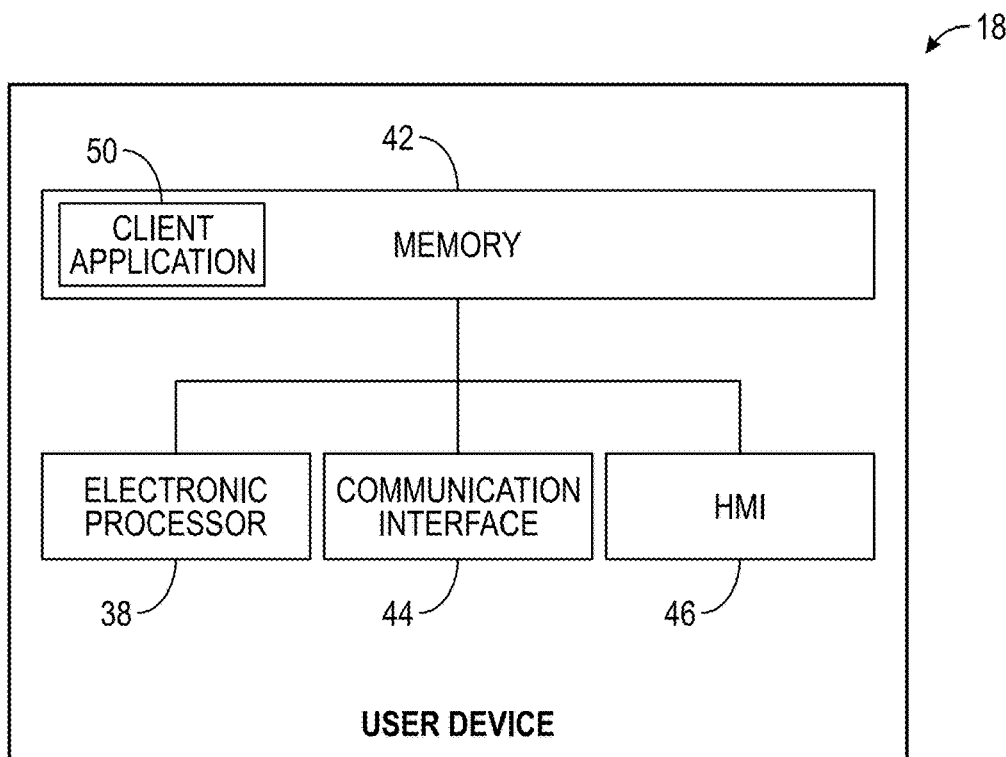 18
50
42
CLIENT
APPLICATION
MEMORY
ELECTRONIC
PROCESSOR
COMMUNICATION
INTERFACE
HMI
38
44
46
USER DEVICE